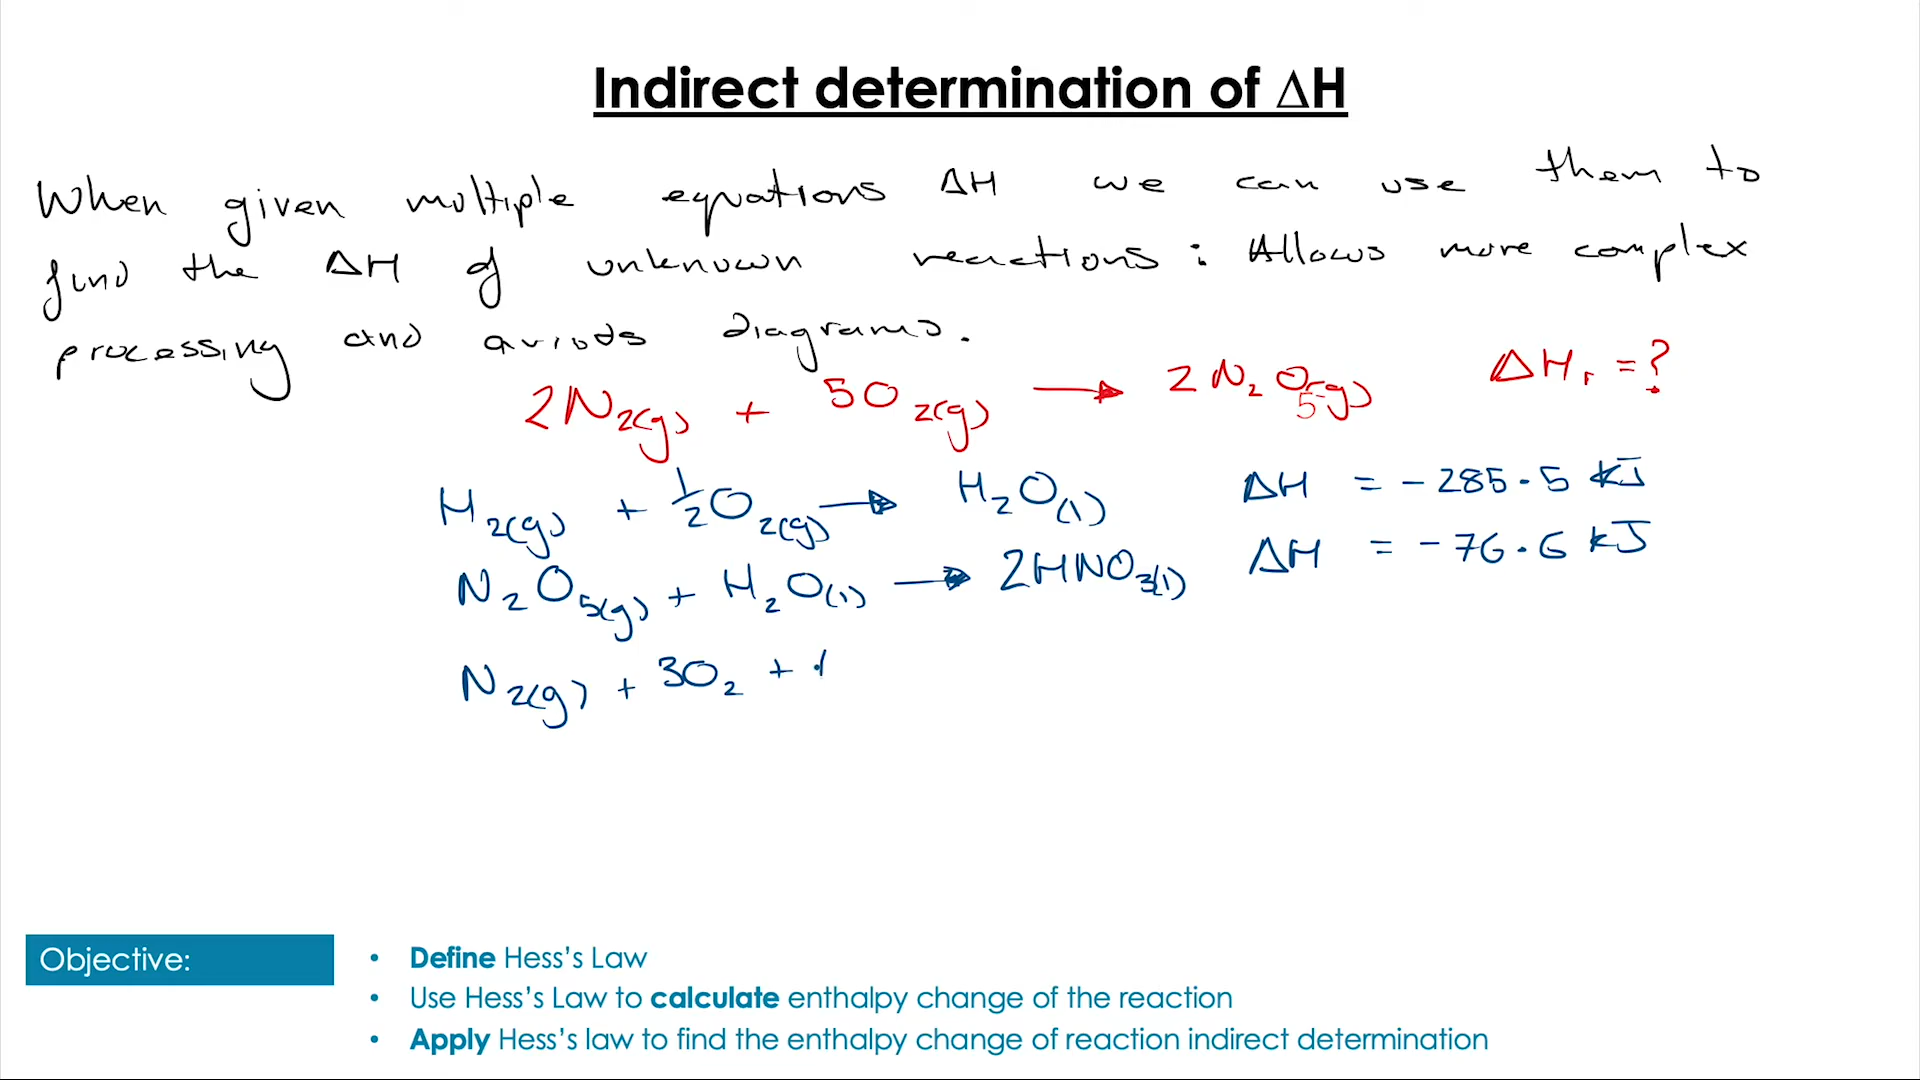 Indirect determination of ΔH
When given multiple equations ΔH we can use them to
find the ΔH of unknown reactions: Allows more complex
processing and aviods diagrams.
2N₂(g) + 5O₂(g) → 2N₂O₅(g) ΔHr = ?
H₂(g) + ½O₂(g) → H₂O(l) ΔH = -285.5 kJ
N₂O₅(g) + H₂O(l) → 2HNO₃(l) ΔH = -76.6 kJ
N₂(g) + 3O₂ +
Objective:
• Define Hess's Law
• Use Hess's Law to calculate enthalpy change of the reaction
• Apply Hess's law to find the enthalpy change of reaction indirect determination